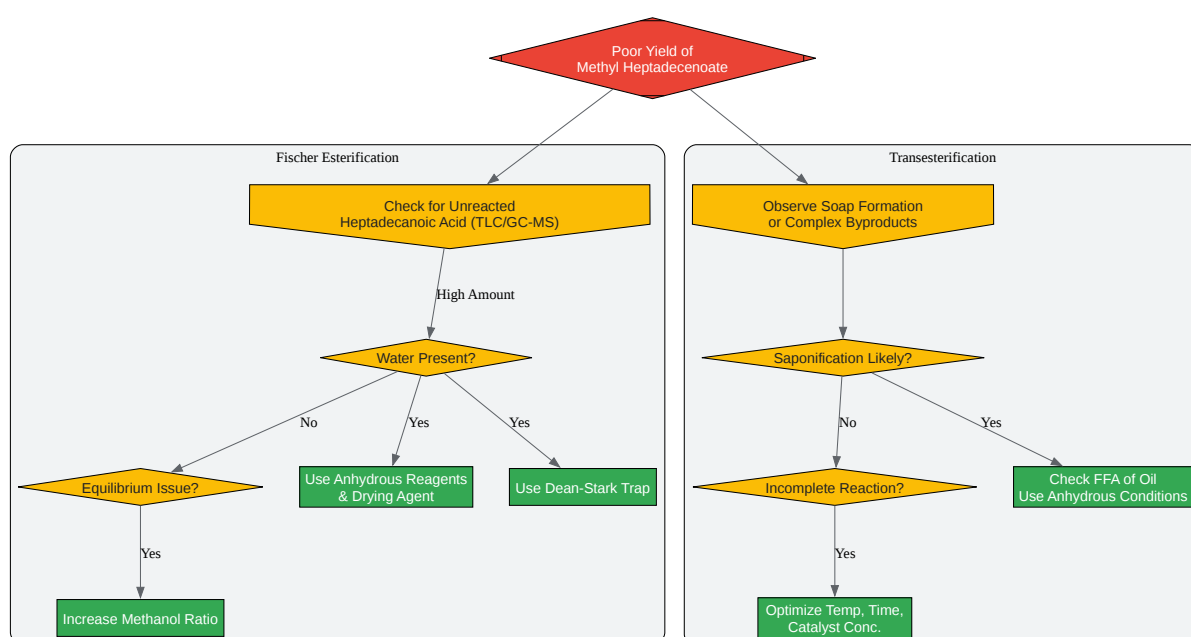 Poor Yield of
Methyl Heptadecenoate
Fischer Esterification
Check for Unreacted
Heptadecanoic Acid (TLC/GC-MS)
High Amount
Water Present?
No
Yes
Yes
Equilibrium Issue?
Use Anhydrous Reagents
& Drying Agent
Use Dean-Stark Trap
Yes
Increase Methanol Ratio
Transesterification
Observe Soap Formation
or Complex Byproducts
Saponification Likely?
No
Yes
Incomplete Reaction?
Check FFA of Oil
Use Anhydrous Conditions
Yes
Optimize Temp, Time,
Catalyst Conc.